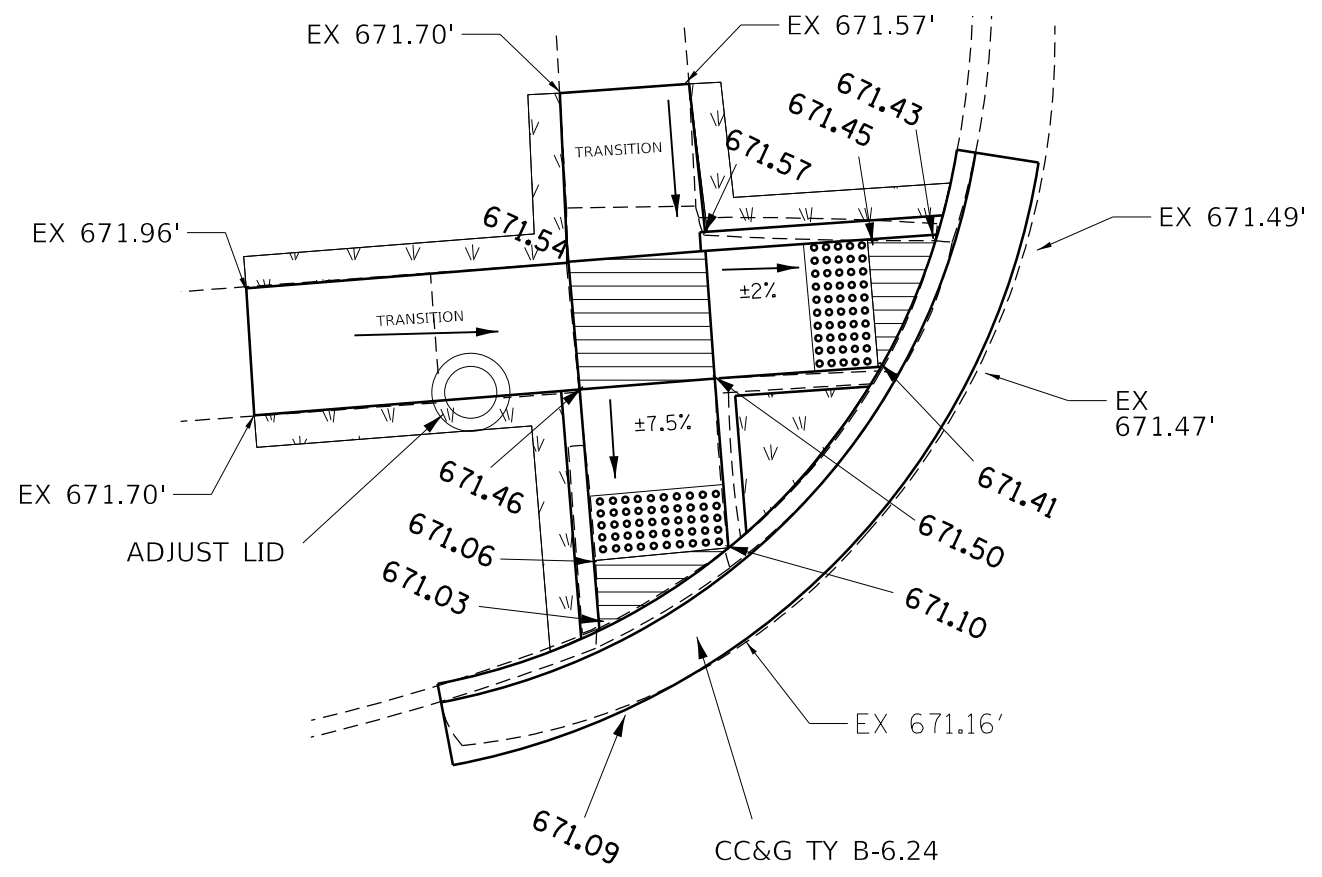 EX 671.70'
EX 671.57'
671.43
671.45
TRANSITION
671.57
671.54
EX 671.96'
EX 671.49'
±2%
TRANSITION
EX
671.47'
±7.5%
EX 671.70'
671.46
671.41
ADJUST LID
671.06
671.50
671.03
671.10
EX 671.16'
671.09
CC&G TY B-6.24